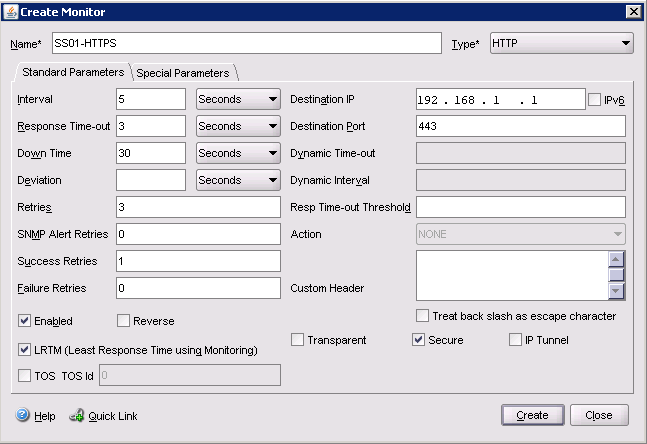 Create Monitor
Name* SS01-HTTPS Type* HTTP
Standard Parameters Special Parameters
Interval 5 Seconds Destination IP 192 . 168 . 1 . 1 IPv6
Response Time-out 3 Seconds Destination Port 443
Down Time 30 Seconds Dynamic Time-out
Deviation Seconds Dynamic Interval
Retries 3 Resp Time-out Threshold
SNMP Alert Retries 0 Action NONE
Success Retries 1
Failure Retries 0 Custom Header
Treat back slash as escape character
Enabled Reverse
Transparent Secure IP Tunnel
LRTM (Least Response Time using Monitoring)
TOS TOS Id 0
Help Quick Link Create Close